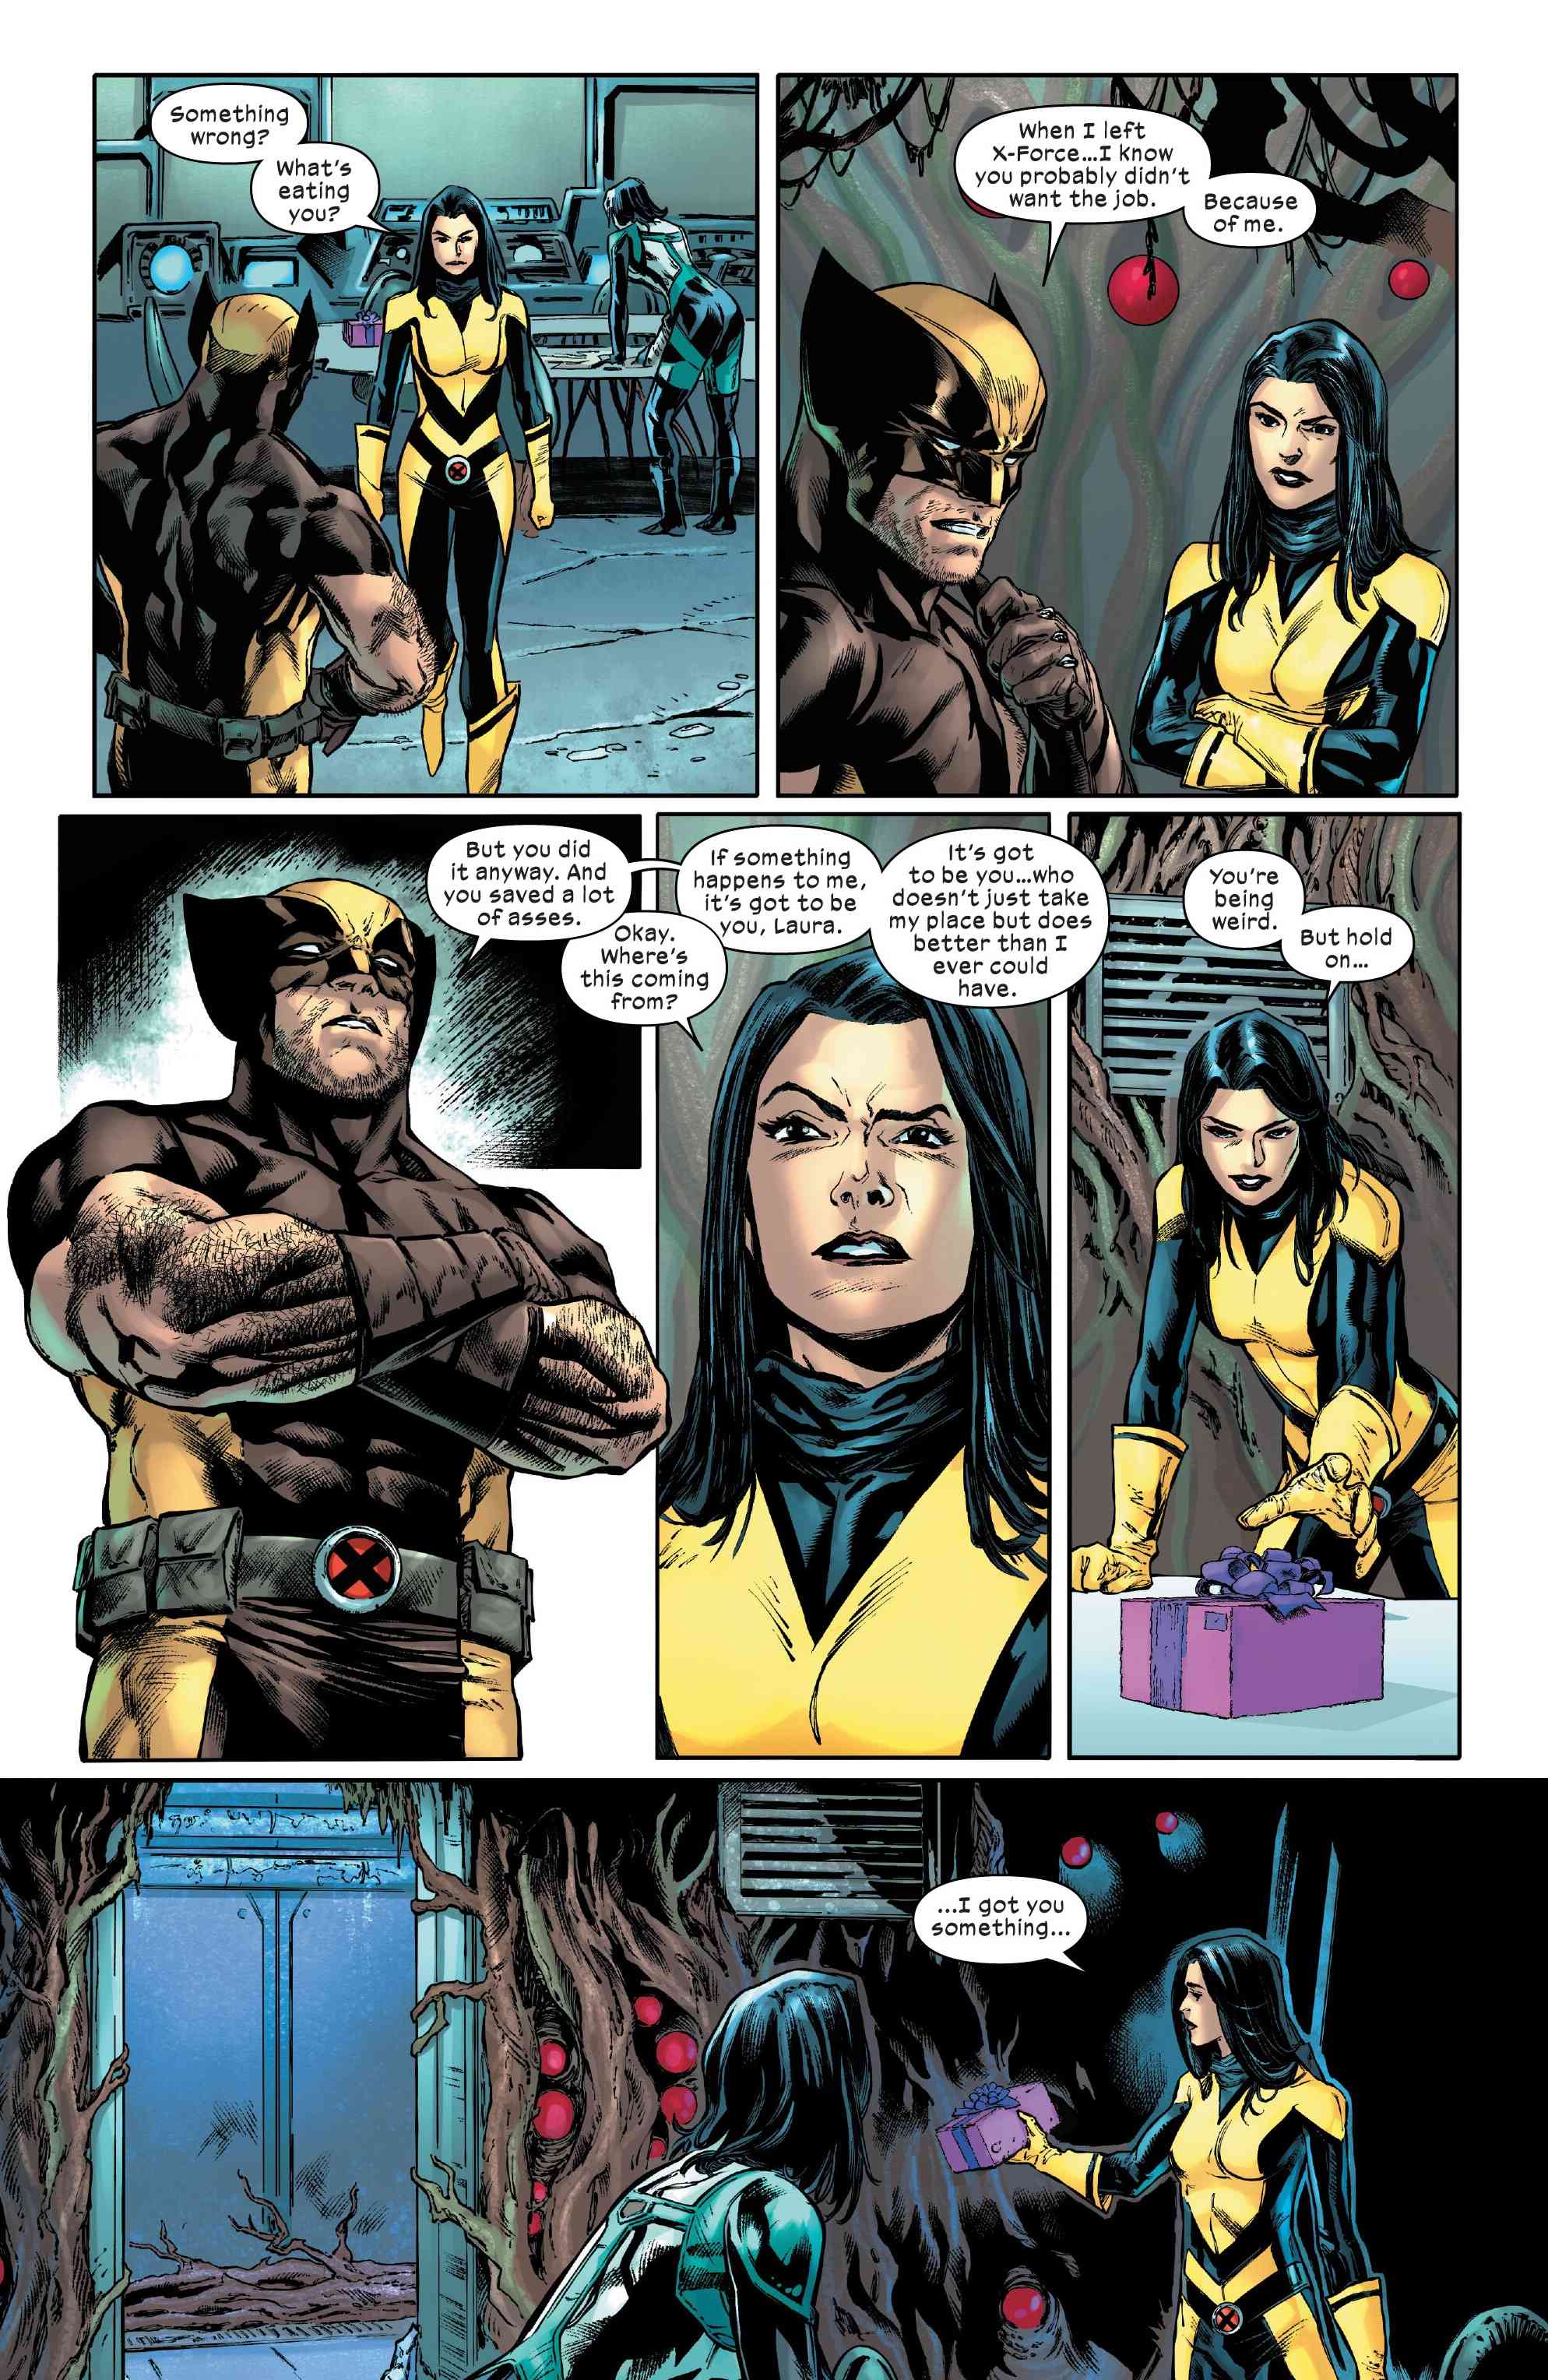 Something
wrong?
What's
eating
you?
When I left
X-Force...I know
you probably didn't
want the job.
Because
of me.
But you did
it anyway. And
you saved a lot
of asses.
Okay.
Where's
this coming
from?
If something
happens to me,
it's got to be
you, Laura.
It's got
to be you...who
doesn't just take
my place but does
better than I
ever could
have.
You're
being
weird.
But hold
on...
...I got you
something...